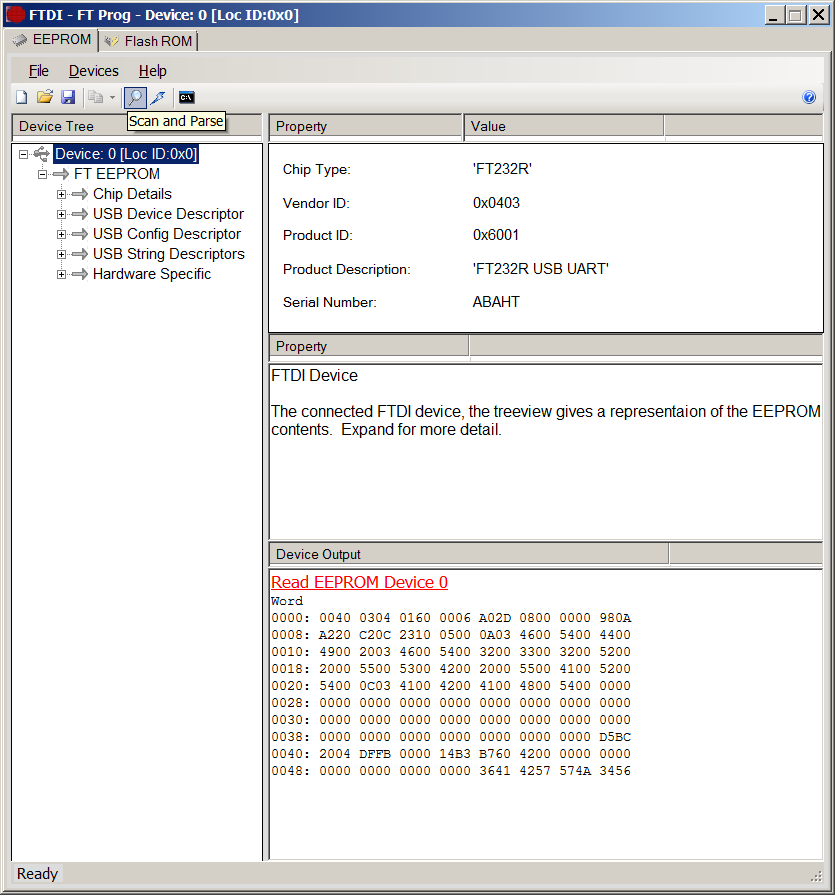 FTDI - FT Prog - Device: 0 [Loc ID:0x0]
EEPROM Flash ROM
File Devices Help
C:\
Scan and Parse
Device Tree
Property Value
Device: 0 [Loc ID:0x0]
FT EEPROM
Chip Details
USB Device Descriptor
USB Config Descriptor
USB String Descriptors
Hardware Specific
Chip Type: 'FT232R'
Vendor ID: 0x0403
Product ID: 0x6001
Product Description: 'FT232R USB UART'
Serial Number: ABAHT
Property
FTDI Device
The connected FTDI device, the treeview gives a representaion of the EEPROM
contents. Expand for more detail.
Device Output
Read EEPROM Device 0
Word
0000: 0040 0304 0160 0006 A02D 0800 0000 980A
0008: A220 C20C 2310 0500 0A03 4600 5400 4400
0010: 4900 2003 4600 5400 3200 3300 3200 5200
0018: 2000 5500 5300 4200 2000 5500 4100 5200
0020: 5400 0C03 4100 4200 4100 4800 5400 0000
0028: 0000 0000 0000 0000 0000 0000 0000 0000
0030: 0000 0000 0000 0000 0000 0000 0000 0000
0038: 0000 0000 0000 0000 0000 0000 0000 D5BC
0040: 2004 DFFB 0000 14B3 B760 4200 0000 0000
0048: 0000 0000 0000 0000 3641 4257 574A 3456
Ready